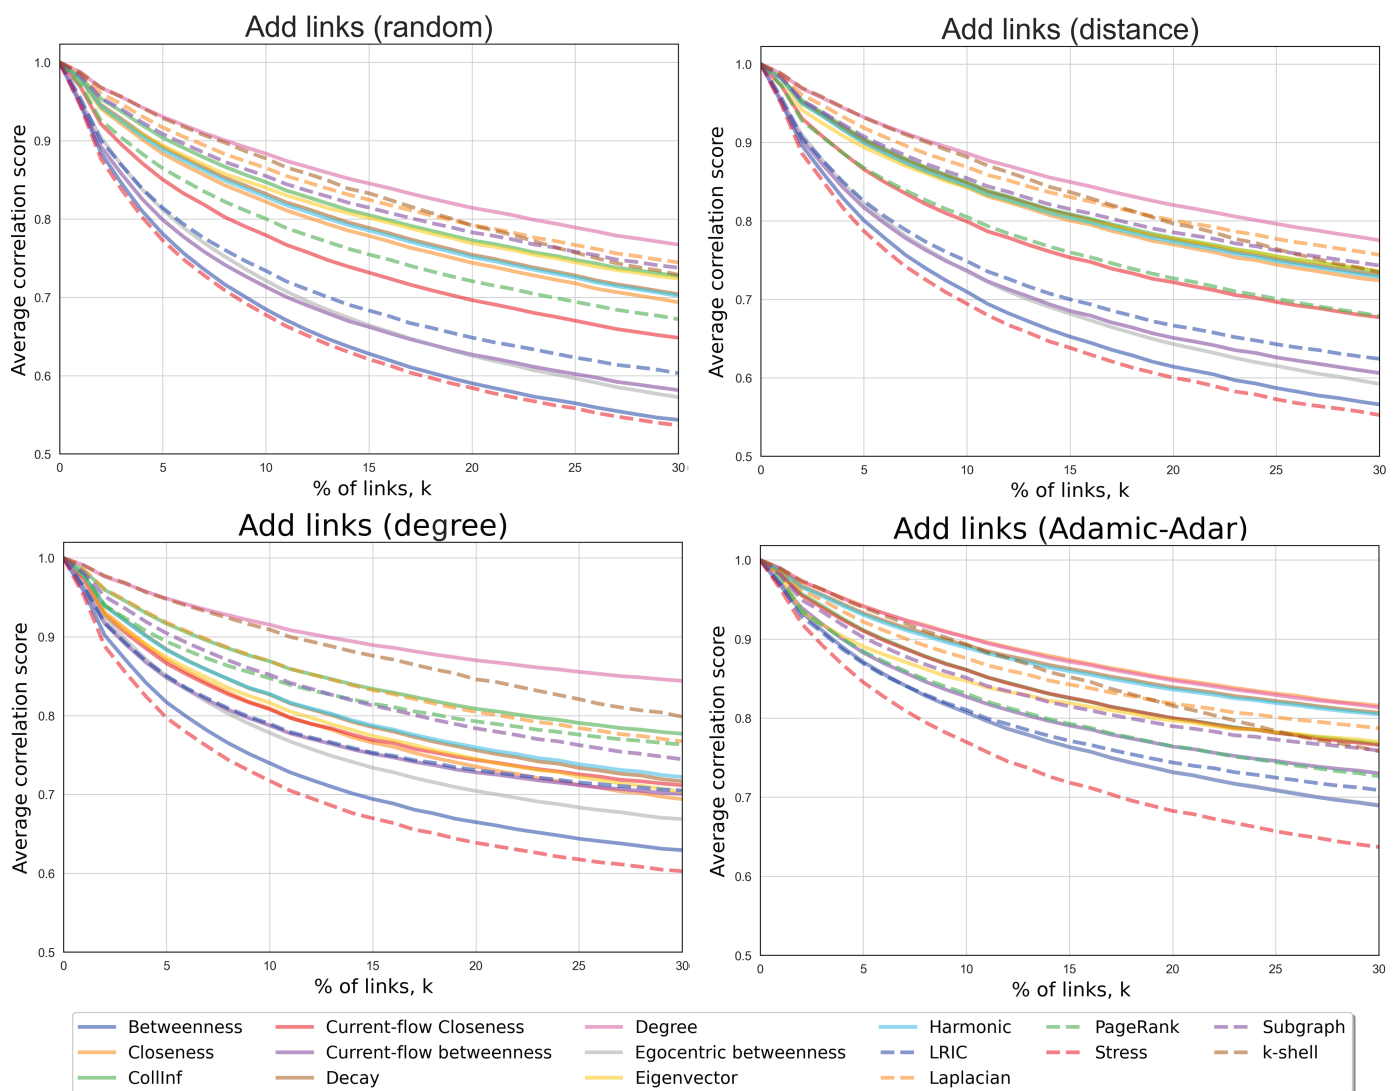 Add links (random)
Average correlation score
1.0
0.9
0.8
0.7
0.6
0.5
0 5 10 15 20 25 30
% of links, k
Add links (distance)
Average correlation score
1.0
0.9
0.8
0.7
0.6
0.5
0 5 10 15 20 25 30
% of links, k
Add links (degree)
Average correlation score
1.0
0.9
0.8
0.7
0.6
0.5
0 5 10 15 20 25 30
% of links, k
Add links (Adamic-Adar)
Average correlation score
1.0
0.9
0.8
0.7
0.6
0.5
0 5 10 15 20 25 30
% of links, k
Betweenness Current-flow Closeness Degree Harmonic PageRank Subgraph
Closeness Current-flow betweenness Egocentric betweenness LRIC Stress k-shell
CollInf Decay Eigenvector Laplacian